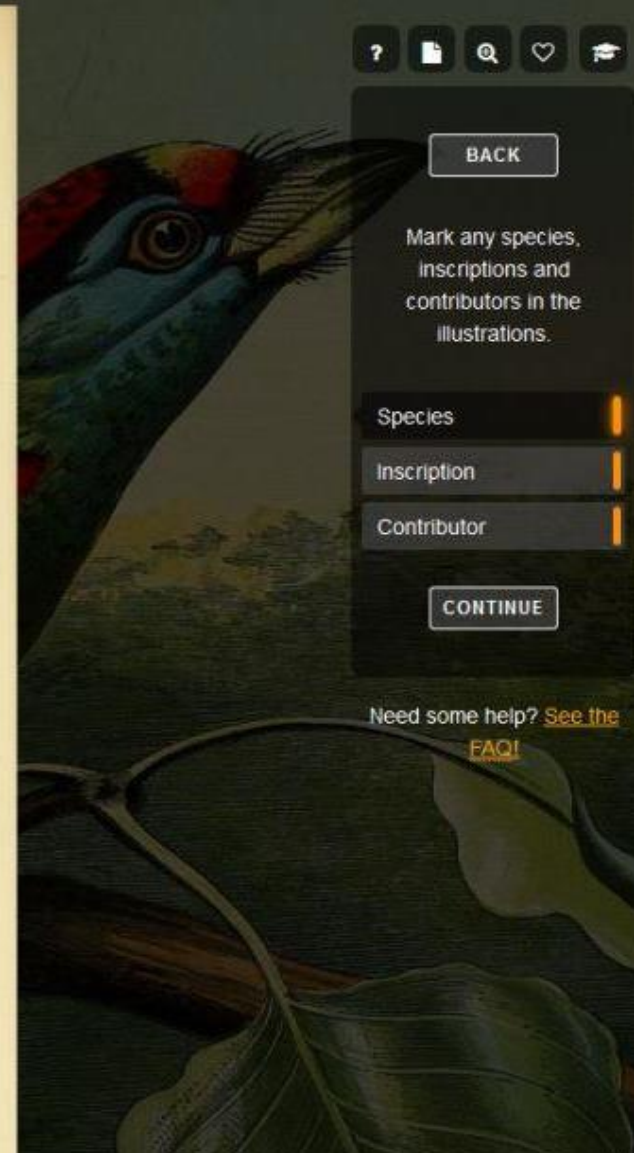 ?
BACK
Mark any species,
inscriptions and
contributors in the
illustrations.
Species
Inscription
Contributor
CONTINUE
Need some help? See the
FAQ!